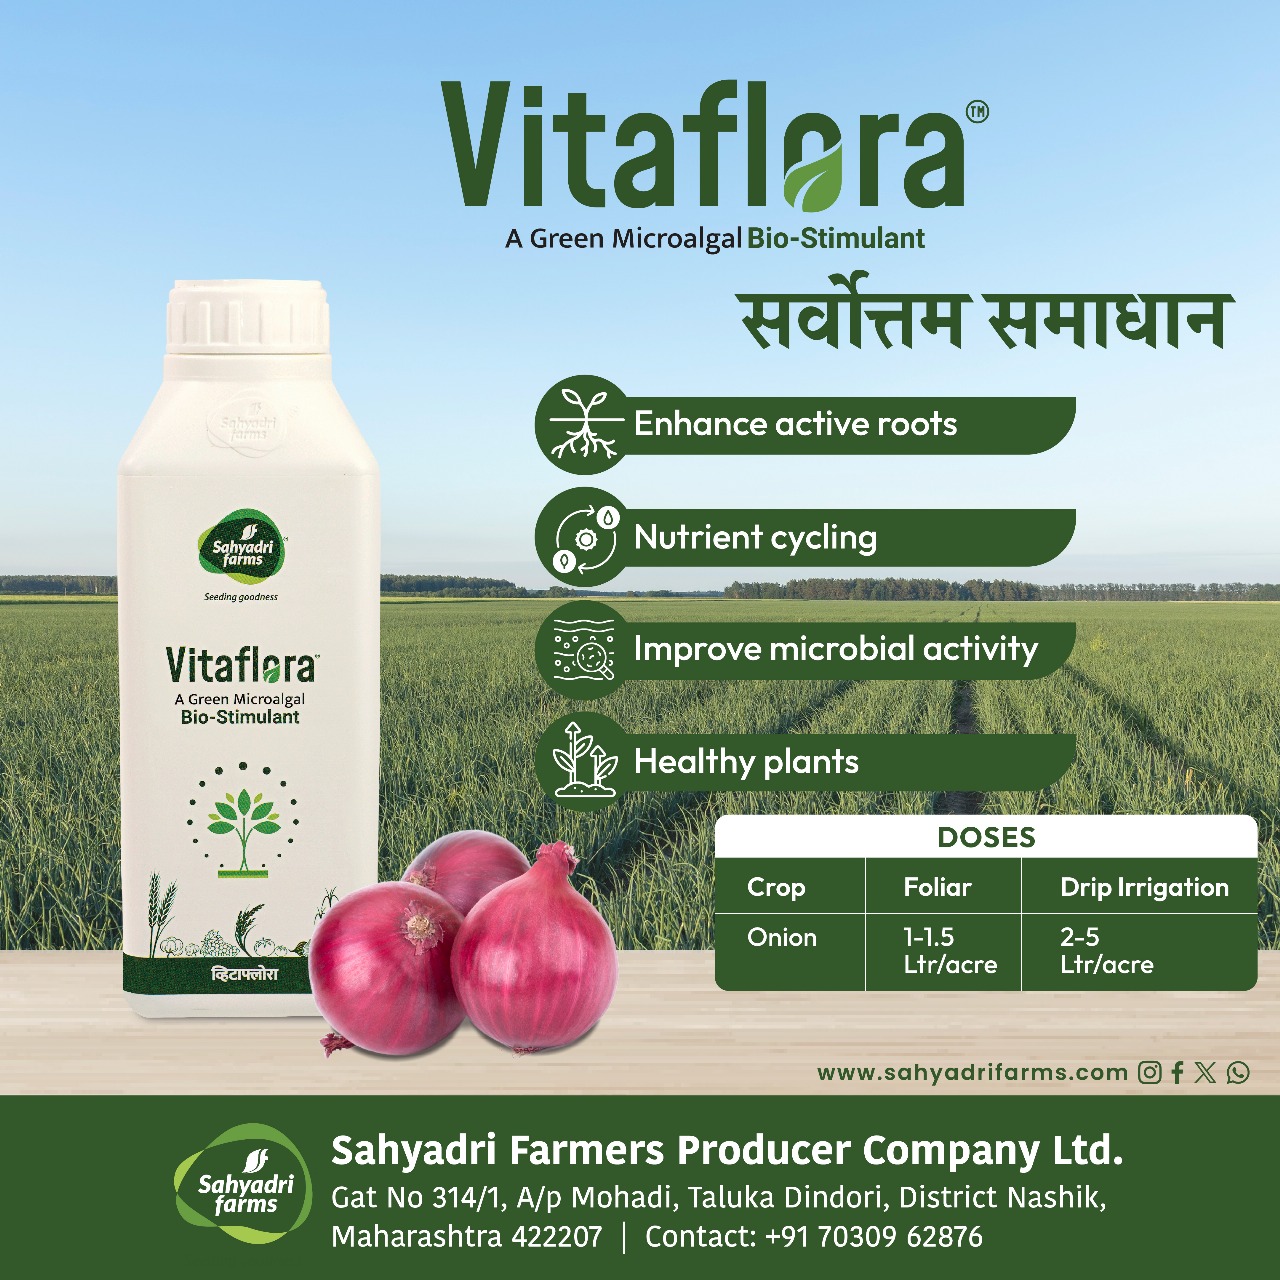 Vitaflora™
A Green Microalgal Bio-Stimulant
सर्वोत्तम समाधान
Enhance active roots
Nutrient cycling
Improve microbial activity
Healthy plants
Sahyadri
farms
Sahyadri
farms
Seeding goodness
Vitaflora™
A Green Microalgal
Bio-Stimulant
व्हिटाफ्लोरा
DOSES
Crop Foliar Drip Irrigation
Onion 1-1.5 Ltr/acre 2-5 Ltr/acre
www.sahyadrifarms.com
Sahyadri
farms
Sahyadri Farmers Producer Company Ltd.
Gat No 314/1, A/p Mohadi, Taluka Dindori, District Nashik,
Maharashtra 422207 | Contact: +91 70309 62876